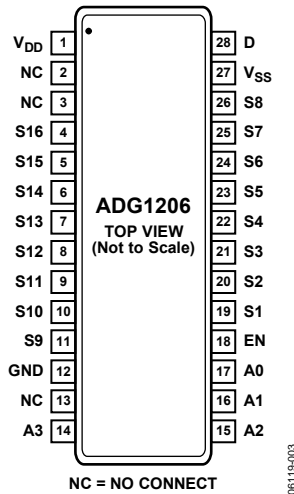 VDD 1 28 D
NC 2 27 VSS
NC 3 26 S8
S16 4 25 S7
S15 5 24 S6
S14 6 23 S5
S13 7 22 S4
S12 8 21 S3
S11 9 20 S2
S10 10 19 S1
S9 11 18 EN
GND 12 17 A0
NC 13 16 A1
A3 14 15 A2
ADG1206
TOP VIEW
(Not to Scale)
NC = NO CONNECT
06119-003